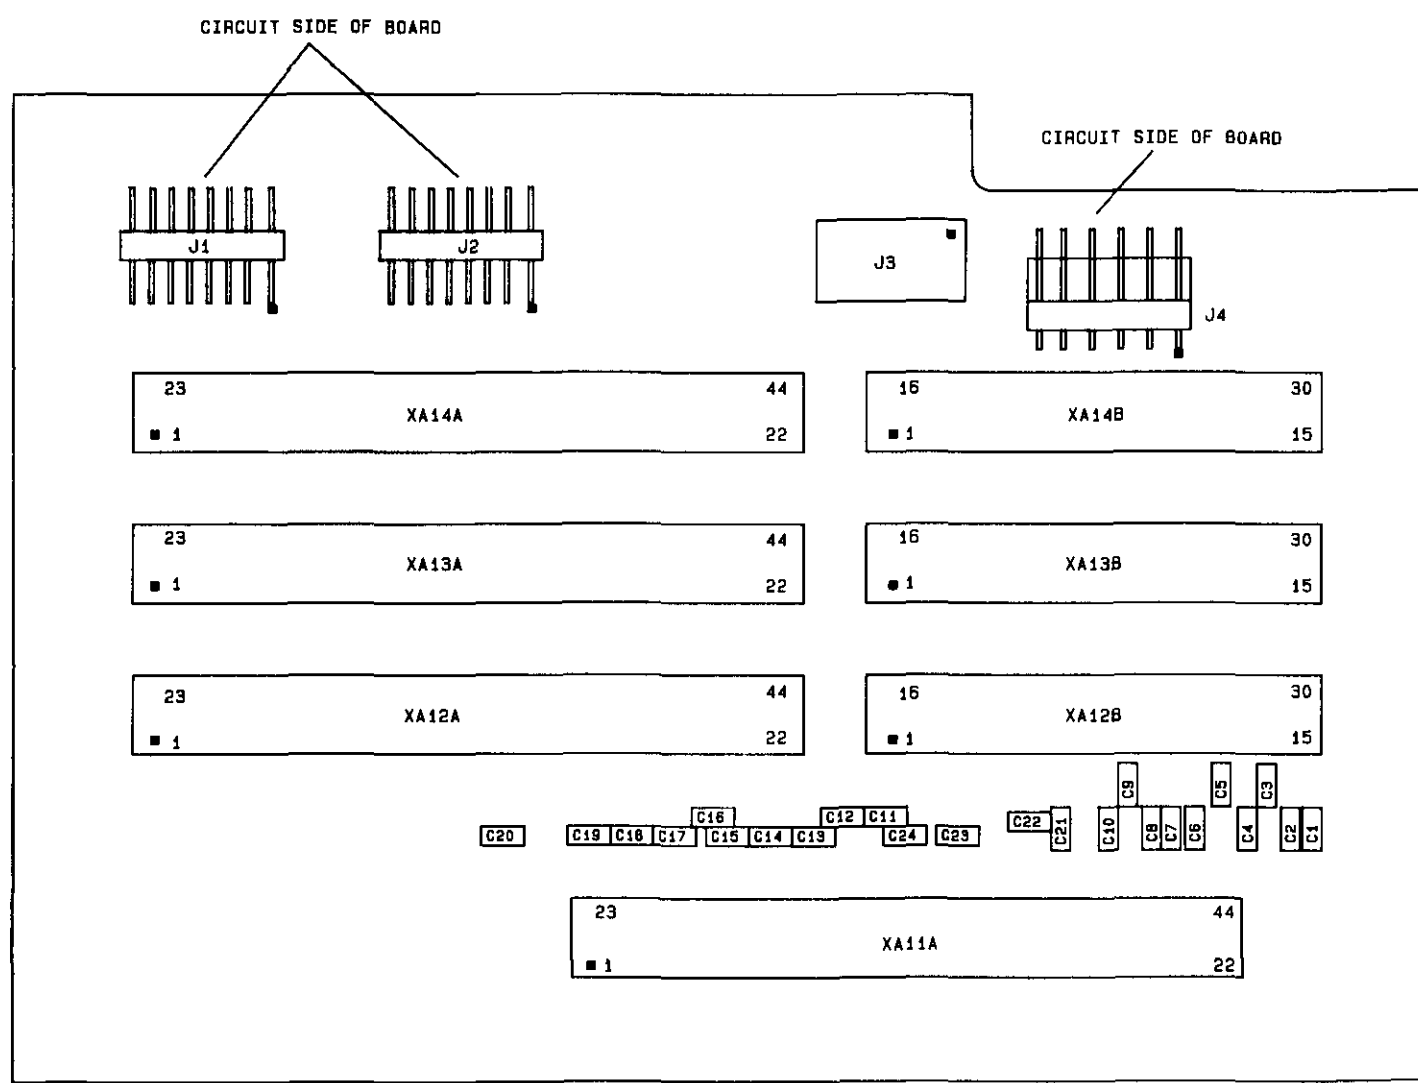 CIRCUIT SIDE OF BOARD
CIRCUIT SIDE OF BOARD
J1 J2 J3
J4
23 44 16 30
XA14A XA14B
1 22 1 15
23 44 16 30
XA13A XA13B
1 22 1 15
23 44 16 30
XA12A XA12B
1 22 1 15
C9 C5 C3
C16 C12 C11 C22
C20 C19 C18 C17 C15 C14 C13 C24 C23 C21 C10 C8 C7 C6 C4 C2 C1
23 44
XA11A
1 22